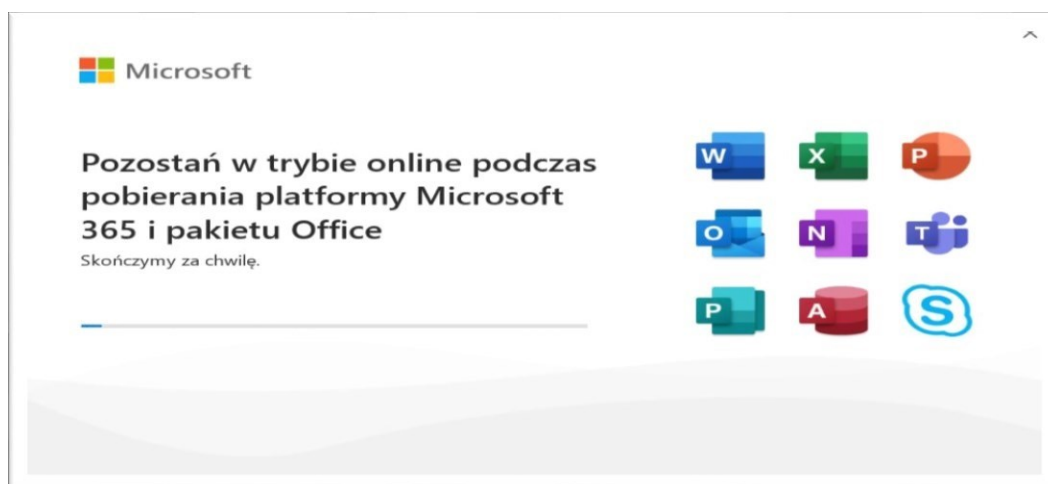 Microsoft
Pozostań w trybie online podczas
pobierania platformy Microsoft
365 i pakietu Office
Skończymy za chwilę.
W X P
O N T
P A S